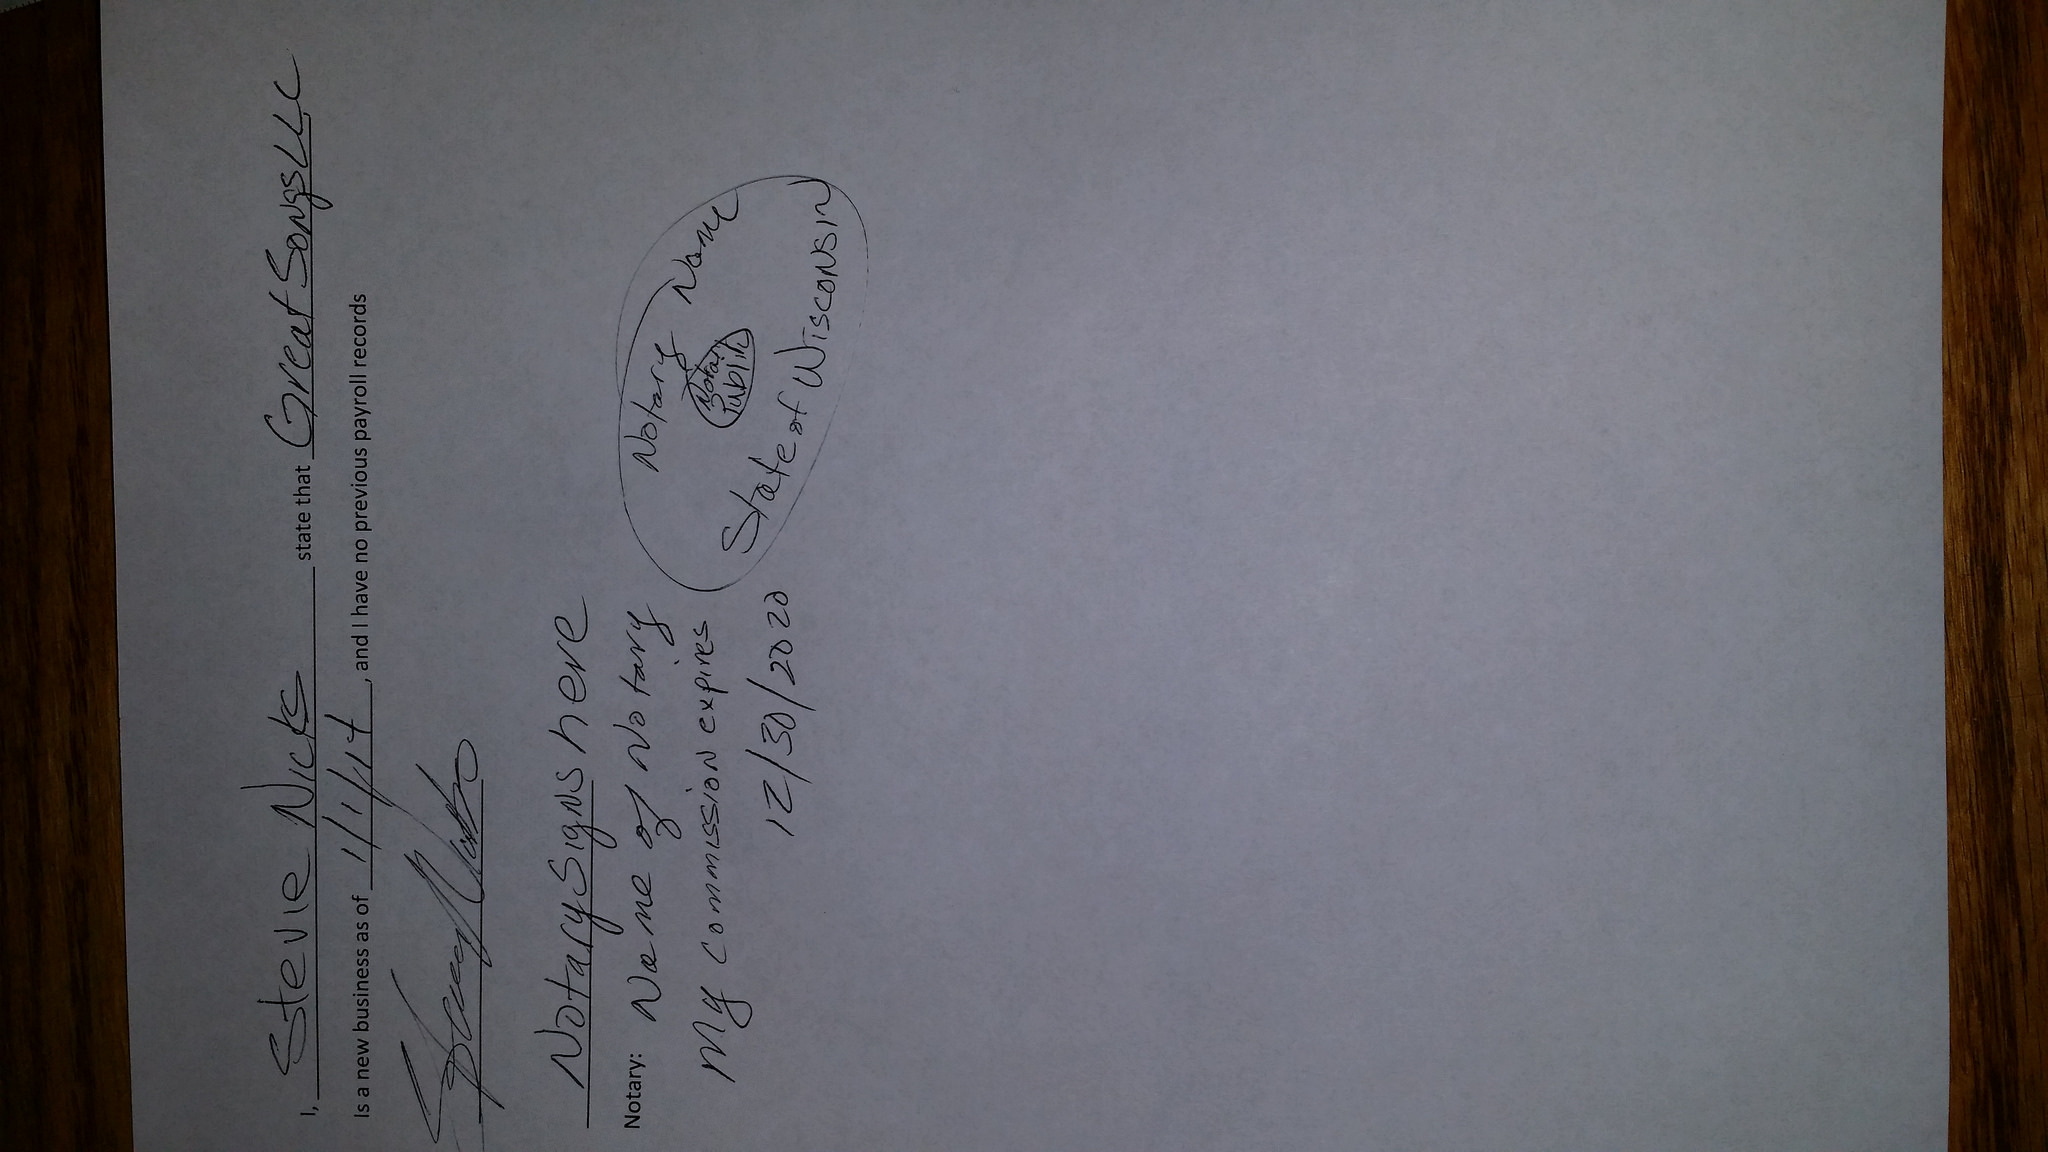 I, Stevie Nicks state that Great Songs LLC
Is a new business as of 1/1/14, and I have no previous payroll records
Notary Signs here
Notary: Name of Notary
My commission expires
12/30/2020
Notary Name
Notary
Public
State of Wisconsin